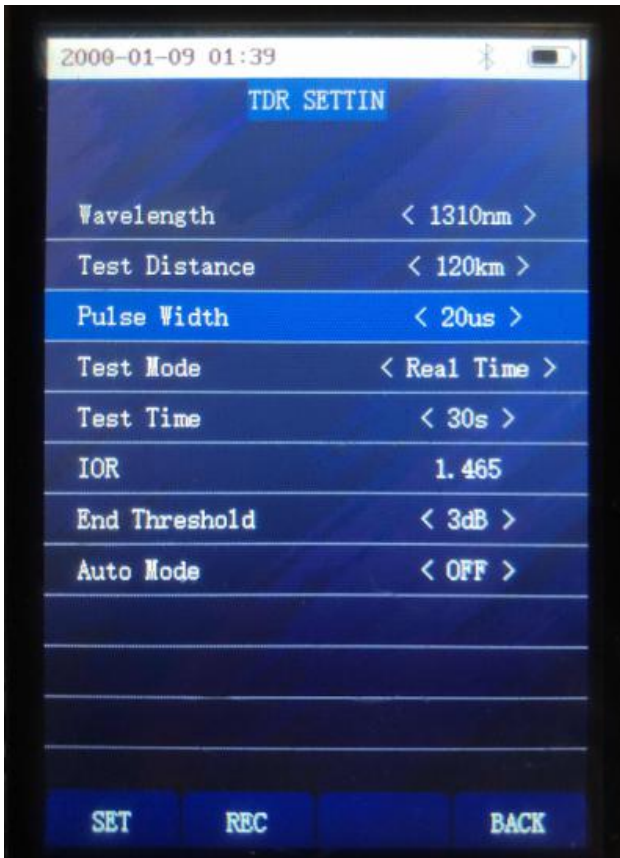 2000-01-09 01:39
TDR SETTIN
Wavelength < 1310nm >
Test Distance < 120km >
Pulse Width < 20us >
Test Mode < Real Time >
Test Time < 30s >
IOR 1.465
End Threshold < 3dB >
Auto Mode < OFF >
SET REC BACK